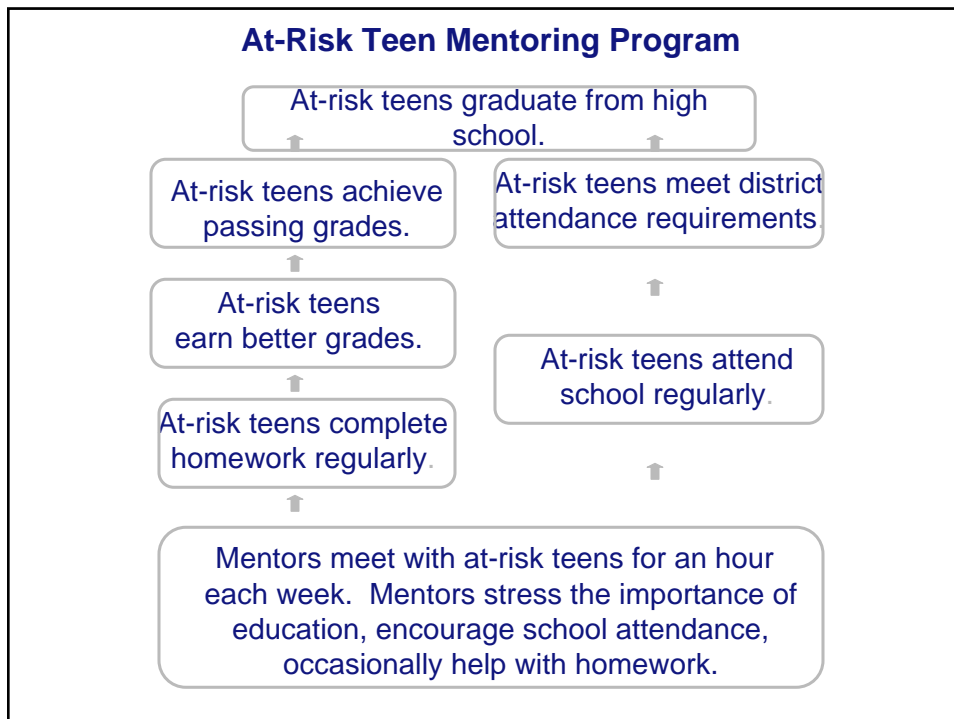 At-Risk Teen Mentoring Program
At-risk teens graduate from high
school.
At-risk teens achieve
passing grades.
At-risk teens meet district
attendance requirements.
At-risk teens
earn better grades.
At-risk teens attend
school regularly.
At-risk teens complete
homework regularly.
Mentors meet with at-risk teens for an hour
each week.  Mentors stress the importance of
education, encourage school attendance,
occasionally help with homework.